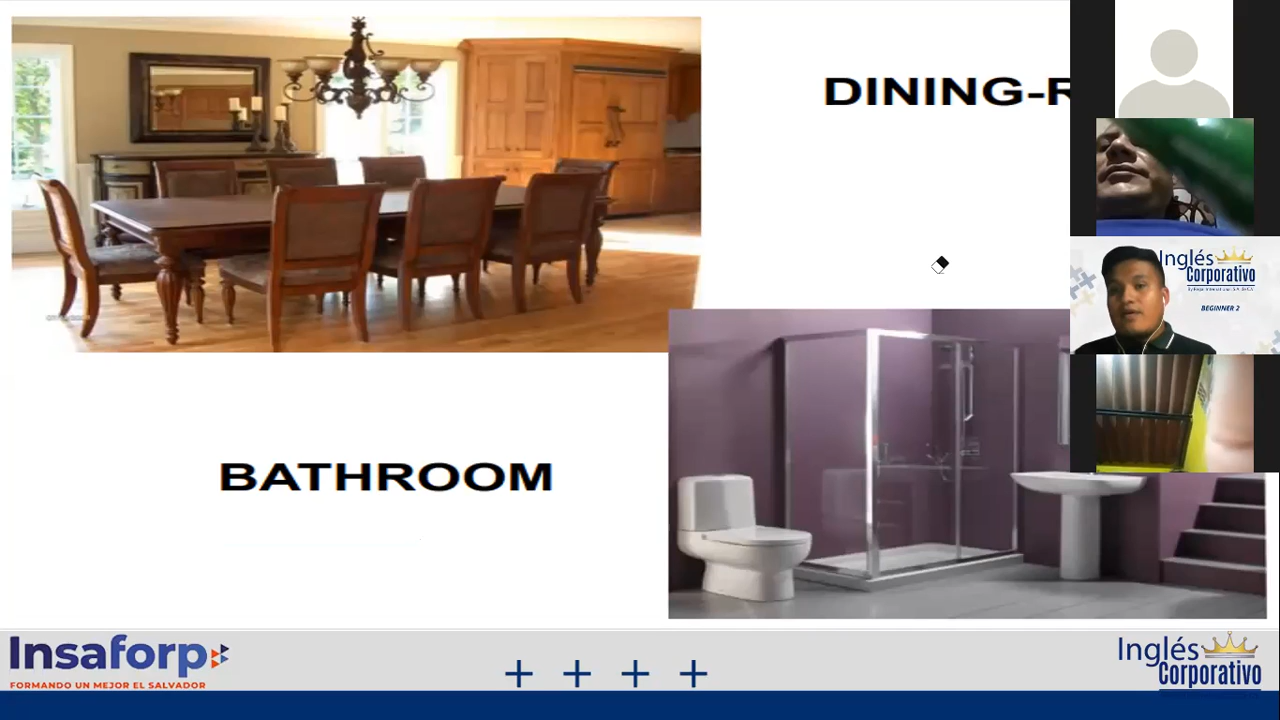 DINING-R
Inglés
Corporativo
BEGINNER 2
BATHROOM
Insaforp
FORMANDO UN MEJOR EL SALVADOR
Inglés
Corporativo